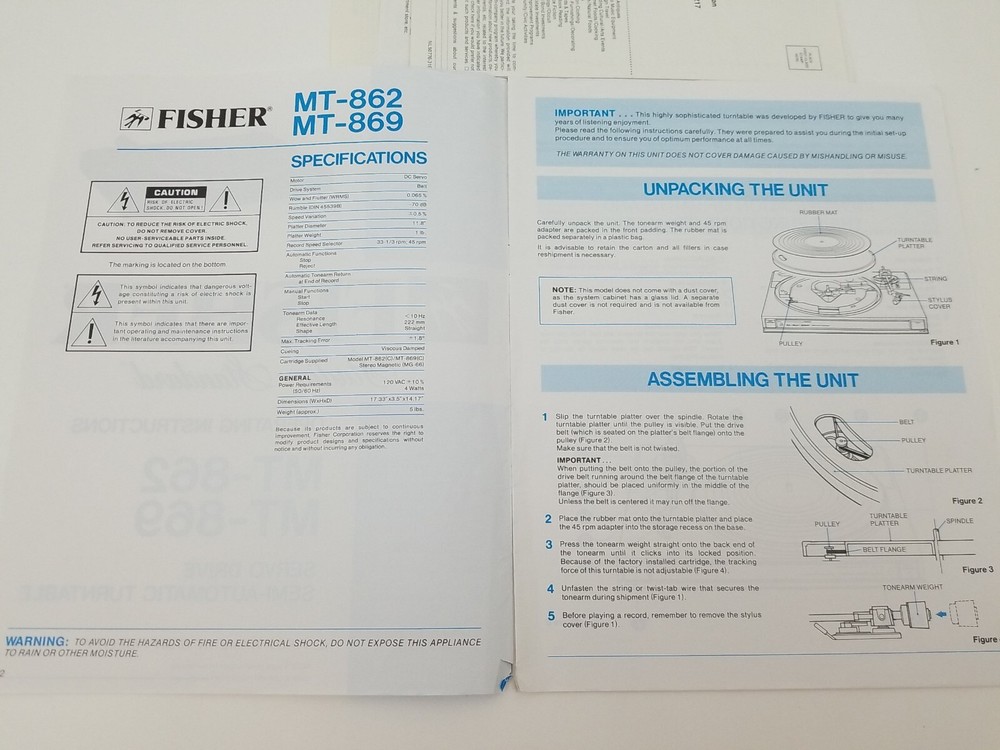 FISHER®
MT-862
MT-869
SPECIFICATIONS
Motor DC Servo
Drive System Belt
Wow and Flutter (WRMS) 0.065 %
Rumble (DIN 45539B) -70 dB
Speed Variation ±0.5 %
Platter Diameter 11.8"
Platter Weight 1 lb.
Record Speed Selector 33-1/3 rpm; 45 rpm
Automatic Functions
Stop
Reject
Automatic Tonearm Return
at End of Record
Manual Functions
Start
Stop
Tonearm Data
Resonance <10 Hz
Effective Length 222 mm
Shape Straight
Max. Tracking Error
Cueing Viscous Damped
Cartridge Supplied Model MT-862(C)/MT-869(C)
Stereo Magnetic (MG-66)
GENERAL
Power Requirements 120 VAC ±10 %
(50/60 Hz) 4 Watts
Dimensions (WxHxD) 17.33"x3.5"x14.17"
Weight (approx.) 5 lbs.
Because its products are subject to continuous
improvement, Fisher Corporation reserves the right to
modify product designs and specifications without
notice and without incurring any obligation.
CAUTION
RISK OF ELECTRIC
SHOCK DO NOT OPEN
CAUTION: TO REDUCE THE RISK OF ELECTRIC SHOCK,
DO NOT REMOVE COVER.
NO USER-SERVICEABLE PARTS INSIDE.
REFER SERVICING TO QUALIFIED SERVICE PERSONNEL.
The marking is located on the bottom
This symbol indicates that dangerous volt-
age constituting a risk of electric shock is
present within this unit.
This symbol indicates that there are impor-
tant operating and maintenance instructions
in the literature accompanying this unit.
WARNING: TO AVOID THE HAZARDS OF FIRE OR ELECTRICAL SHOCK, DO NOT EXPOSE THIS APPLIANCE
TO RAIN OR OTHER MOISTURE.
2
IMPORTANT . . . This highly sophisticated turntable was developed by FISHER to give you many
years of listening enjoyment.
Please read the following instructions carefully. They were prepared to assist you during the initial set-up
procedure and to ensure you of optimum performance at all times.
THE WARRANTY ON THIS UNIT DOES NOT COVER DAMAGE CAUSED BY MISHANDLING OR MISUSE.
UNPACKING THE UNIT
Carefully unpack the unit. The tonearm weight and 45 rpm
adapter are packed in the front padding. The rubber mat is
packed separately in a plastic bag.
It is advisable to retain the carton and all fillers in case
reshipment is necessary.
NOTE: This model does not come with a dust cover,
as the system cabinet has a glass lid. A separate
dust cover is not required and is not available from
Fisher.
RUBBER MAT
TURNTABLE
PLATTER
STRING
STYLUS
COVER
PULLEY
Figure 1
ASSEMBLING THE UNIT
1 Slip the turntable platter over the spindle. Rotate the
turntable platter until the pulley is visible. Put the drive
belt (which is seated on the platter's belt flange) onto the
pulley (Figure 2).
Make sure that the belt is not twisted.
IMPORTANT...
When putting the belt onto the pulley, the portion of the
drive belt running around the belt flange of the turntable
platter, should be placed uniformly in the middle of the
flange (Figure 3).
Unless the belt is centered it may run off the flange.
2 Place the rubber mat onto the turntable platter and place
the 45 rpm adapter into the storage recess on the base.
3 Press the tonearm weight straight onto the back end of
the tonearm until it clicks into its locked position.
Because of the factory installed cartridge, the tracking
force of this turntable is not adjustable (Figure 4).
4 Unfasten the string or twist-tab wire that secures the
tonearm during shipment (Figure 1).
5 Before playing a record, remember to remove the stylus
cover (Figure 1).
BELT
PULLEY
TURNTABLE PLATTER
Figure 2
PULLEY
TURNTABLE
PLATTER
SPINDLE
BELT FLANGE
Figure 3
TONEARM WEIGHT
Figure